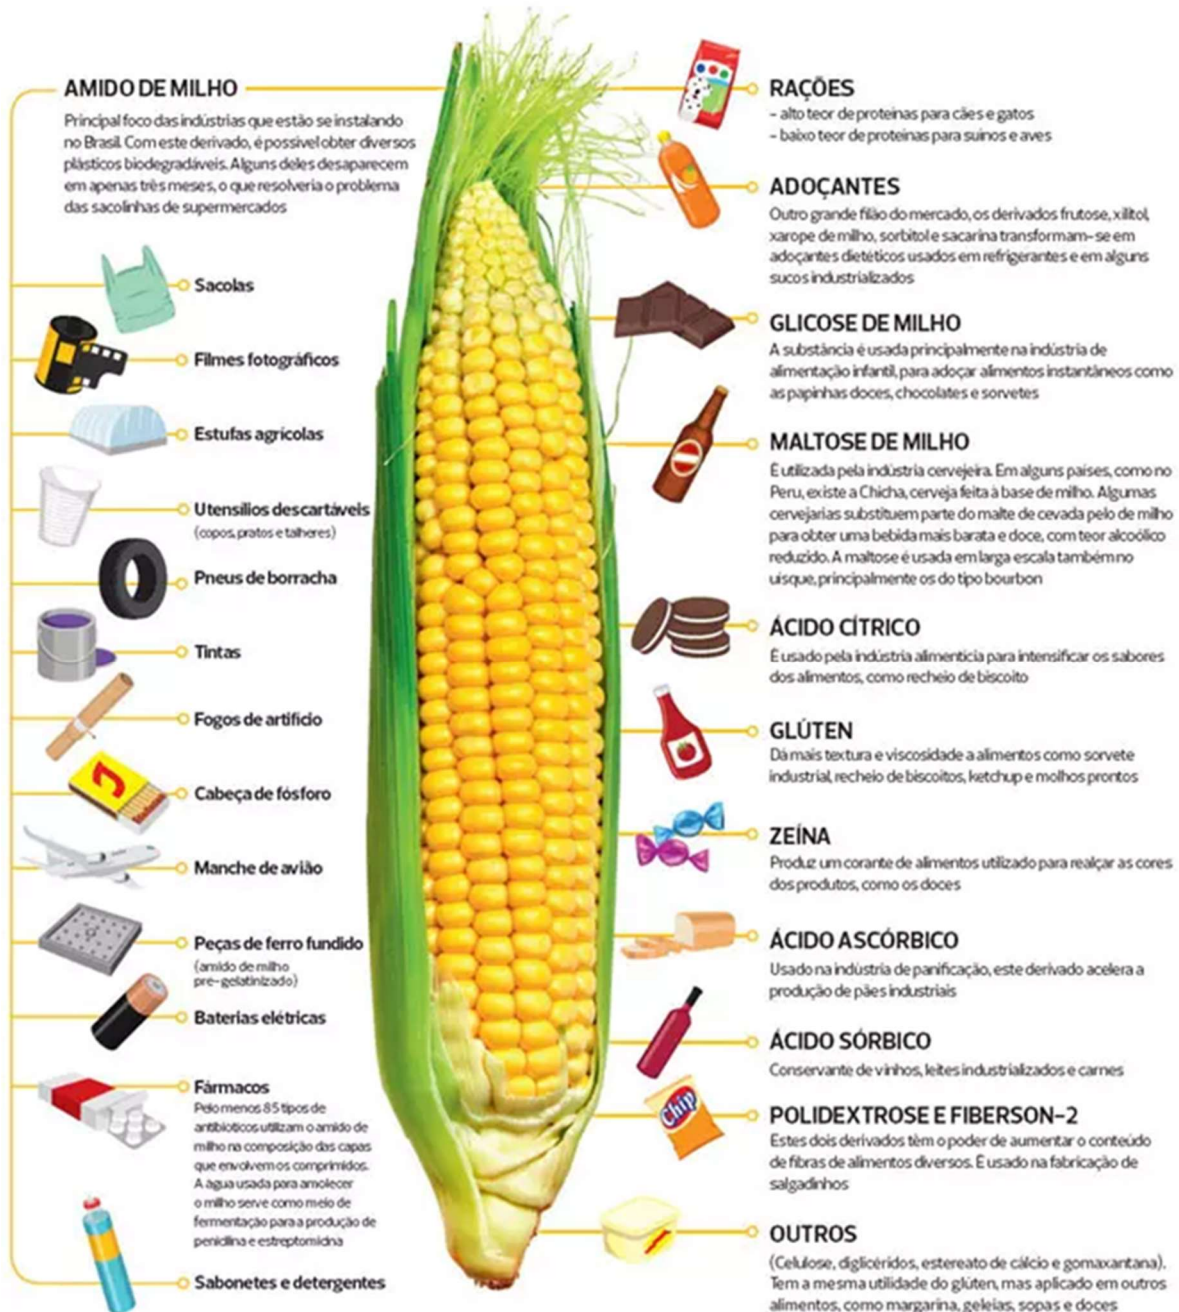 AMIDO DE MILHO
Principal foco das indústrias que estão se instalando
no Brasil. Com este derivado, é possível obter diversos
plásticos biodegradáveis. Alguns deles desaparecem
em apenas três meses, o que resolveria o problema
das sacolinhas de supermercados
Sacolas
Filmes fotográficos
Estufas agrícolas
Utensílios descartáveis
(copos, pratos e talheres)
Pneus de borracha
Tintas
Fogos de artifício
Cabeça de fósforo
Manche de avião
Peças de ferro fundido
(amido de milho
pre-gelatinizado)
Baterias elétricas
Fármacos
Pelo menos 85 tipos de
antibióticos utilizam o amido de
milho na composição das capas
que envolvem os comprimidos.
A água usada para amolecer
o milho serve como meio de
fermentação para a produção de
penicilina e estreptomicina
Sabonetes e detergentes
RAÇÕES
- alto teor de proteinas para cães e gatos
- baixo teor de proteinas para suínos e aves
ADOÇANTES
Outro grande filão do mercado, os derivados frutose, xilitol,
xarope de milho, sorbitol e sacarina transformam-se em
adoçantes dietéticos usados em refrigerantes e em alguns
sucos industrializados
GLICOSE DE MILHO
A substância é usada principalmente na indústria de
alimentação infantil, para adoçar alimentos instantâneos como
as papinhas doces, chocolates e sorvetes
MALTOSE DE MILHO
É utilizada pela indústria cervejeira. Em alguns países, como no
Peru, existe a Chicha, cerveja feita à base de milho. Algumas
cervejarias substituem parte do malte de cevada pelo de milho
para obter uma bebida mais barata e doce, com teor alcoólico
reduzido. A maltose é usada em larga escala também no
uísque, principalmente os do tipo bourbon
ÁCIDO CÍTRICO
É usado pela indústria alimentícia para intensificar os sabores
dos alimentos, como recheio de biscoito
GLÚTEN
Dá mais textura e viscosidade a alimentos como sorvete
industrial, recheio de biscoitos, ketchup e molhos prontos
ZEÍNA
Produz um corante de alimentos utilizado para realçar as cores
dos produtos, como os doces
ÁCIDO ASCÓRBICO
Usado na indústria de panificação, este derivado acelera a
produção de pães industriais
ÁCIDO SÓRBICO
Conservante de vinhos, leites industrializados e carnes
Chip
POLIDEXTROSE E FIBERSON-2
Estes dois derivados têm o poder de aumentar o conteúdo
de fibras de alimentos diversos. É usado na fabricação de
salgadinhos
OUTROS
(Celulose, diglicéridos, estereato de cálcio e gomaxantana).
Tem a mesma utilidade do glúten, mas aplicado em outros
alimentos, como margarina, geleias, sopas e doces